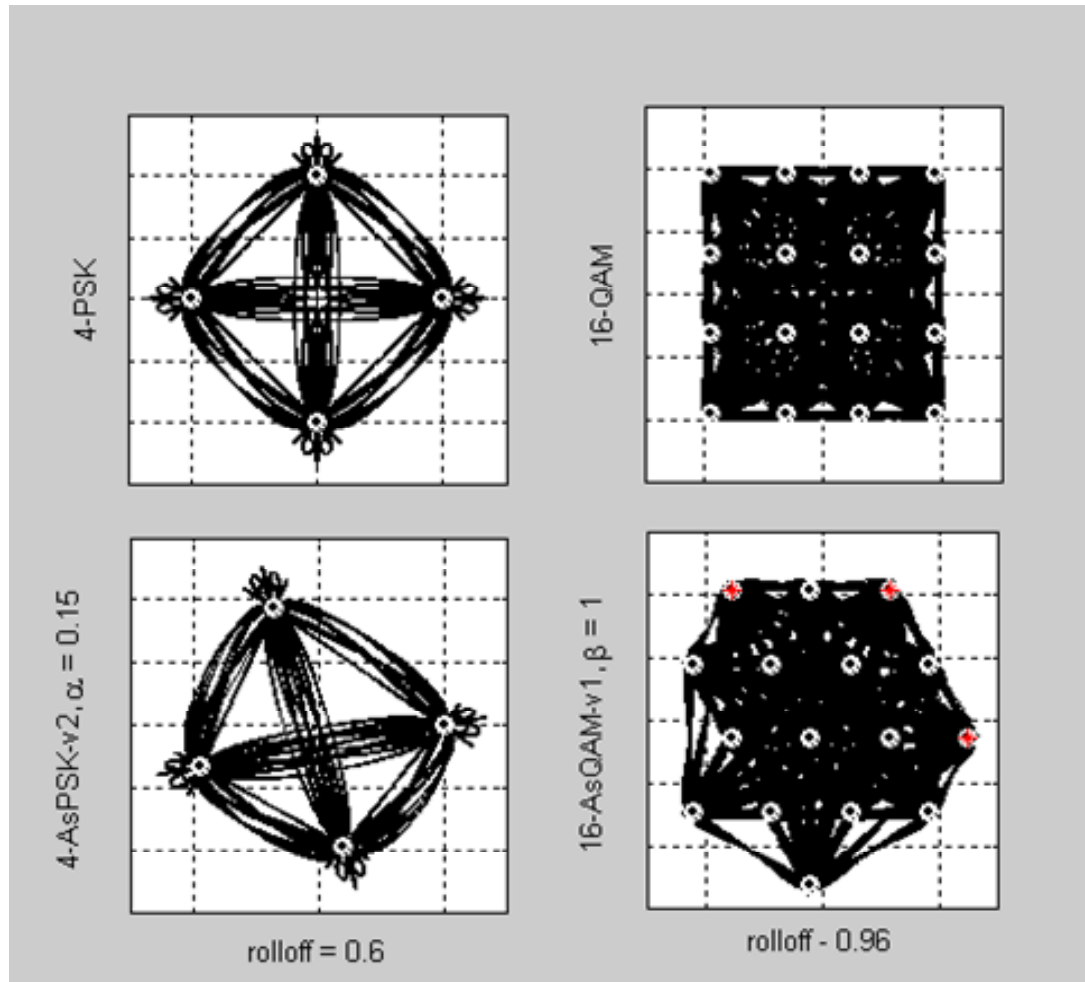 4-PSK
16-QAM
4-AsPSK-v2, α = 0.15
16-AsQAM-v1, β = 1
rolloff = 0.6
rolloff - 0.96